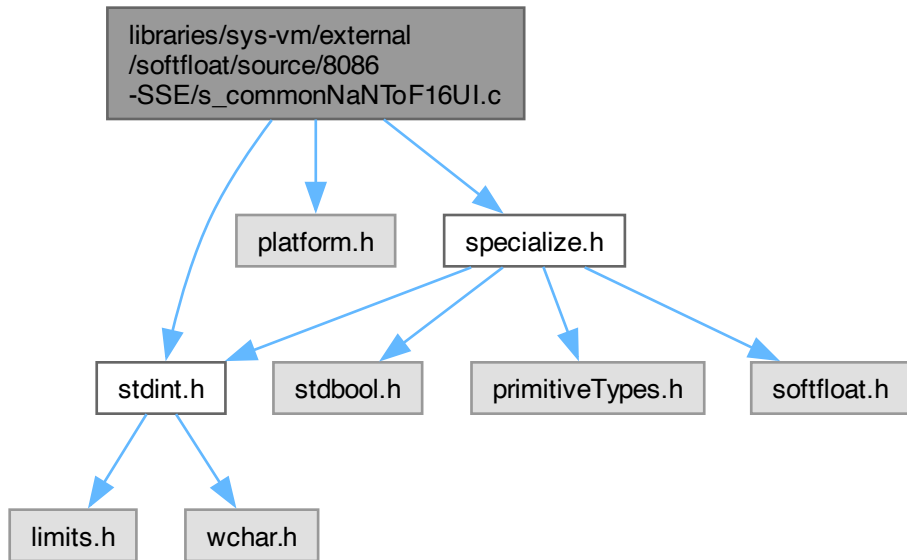 libraries/sys-vm/external
/softfloat/source/8086
-SSE/s_commonNaNToF16UI.c
platform.h
specialize.h
stdint.h
stdbool.h
primitiveTypes.h
softfloat.h
limits.h
wchar.h